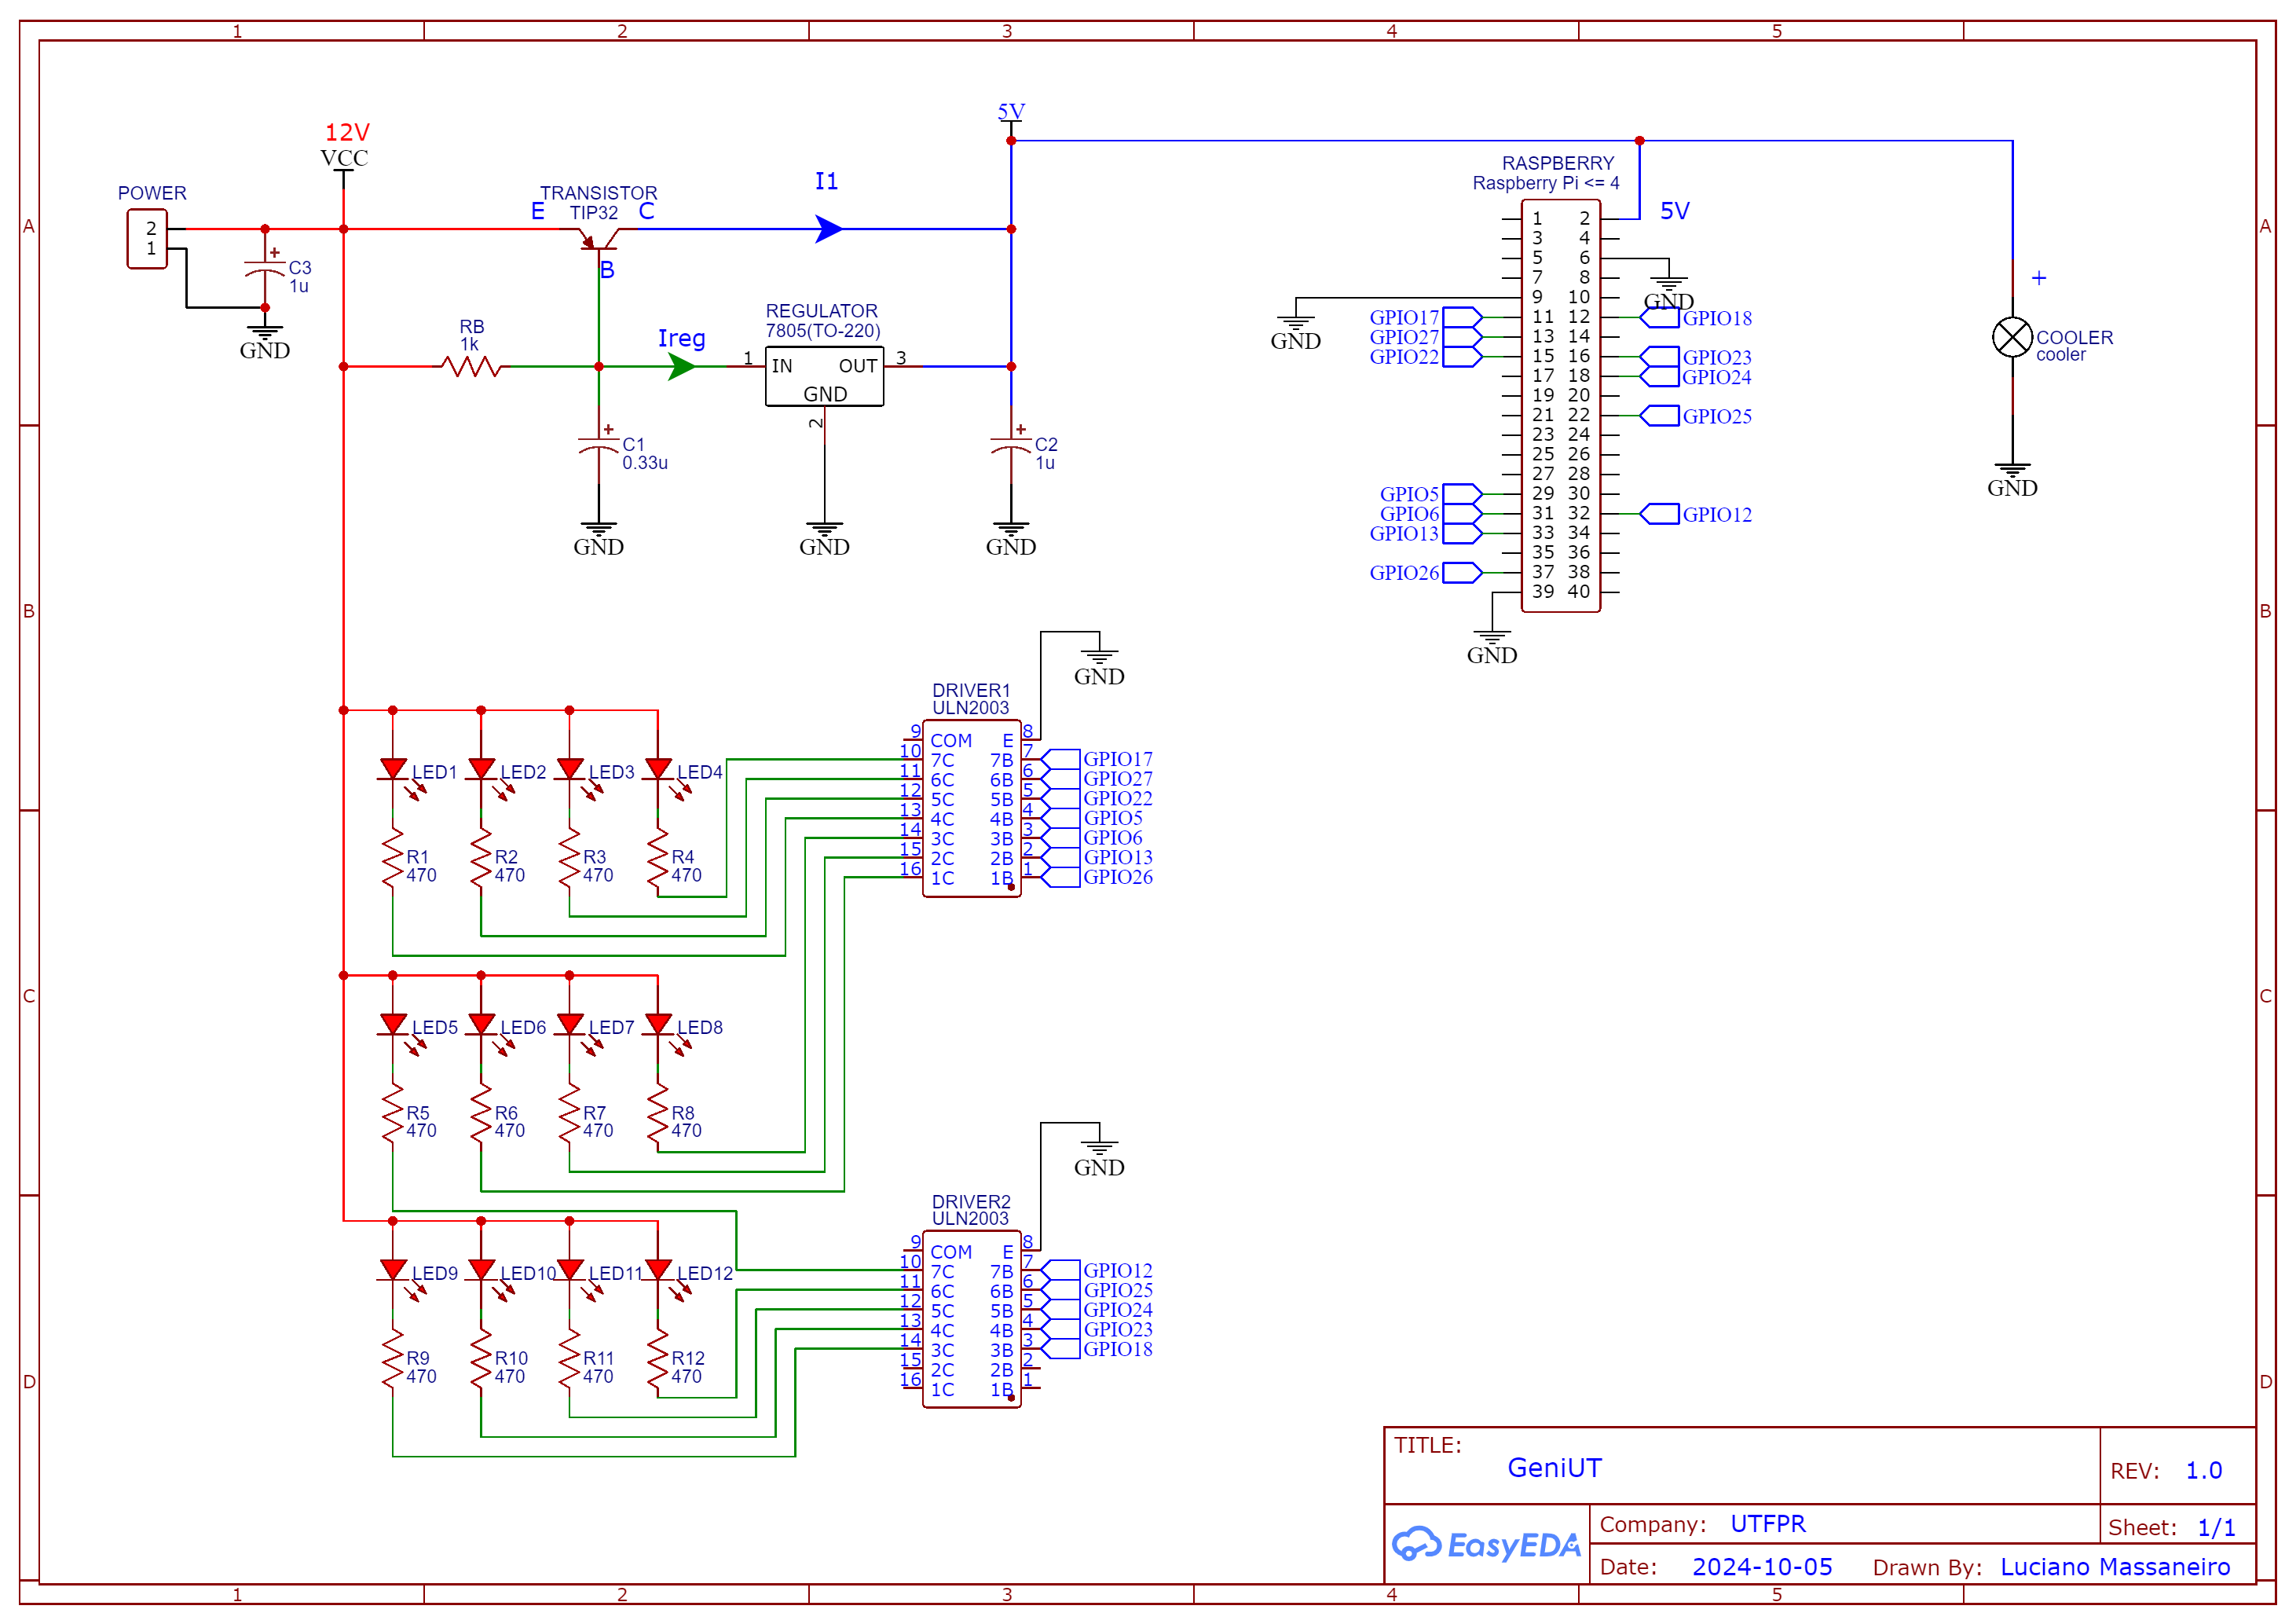 1 2 3 4 5
A
B
C
D
A
B
C
D
1 2 3 4 5
12V
VCC
POWER
2
1
C3
1u
GND
TRANSISTOR
TIP32
E
C
B
I1
5V
RB
1k
Ireg
REGULATOR
7805(TO-220)
1
IN
OUT
3
GND
2
C1
0.33u
GND
GND
C2
1u
GND
RASPBERRY
Raspberry Pi <= 4
5V
1 2
3 4
5 6
7 8
9 10
11 12
13 14
15 16
17 18
19 20
21 22
23 24
25 26
27 28
29 30
31 32
33 34
35 36
37 38
39 40
GND
GND
GPIO17
GPIO27
GPIO22
GPIO18
GPIO23
GPIO24
GPIO25
GPIO5
GPIO6
GPIO13
GPIO12
GPIO26
GND
+
COOLER
cooler
GND
GND
DRIVER1
ULN2003
9 COM E 8
10 7C 7B 7 GPIO17
11 6C 6B 6 GPIO27
12 5C 5B 5 GPIO22
13 4C 4B 4 GPIO5
14 3C 3B 3 GPIO6
15 2C 2B 2 GPIO13
16 1C 1B 1 GPIO26
LED1 LED2 LED3 LED4
R1 R2 R3 R4
470 470 470 470
LED5 LED6 LED7 LED8
R5 R6 R7 R8
470 470 470 470
GND
DRIVER2
ULN2003
9 COM E 8
10 7C 7B 7 GPIO12
11 6C 6B 6 GPIO25
12 5C 5B 5 GPIO24
13 4C 4B 4 GPIO23
14 3C 3B 3 GPIO18
15 2C 2B 2
16 1C 1B 1
LED9 LED10 LED11 LED12
R9 R10 R11 R12
470 470 470 470
TITLE:
GeniUT
REV: 1.0
EasyEDA
Company: UTFPR
Sheet: 1/1
Date: 2024-10-05
Drawn By: Luciano Massaneiro